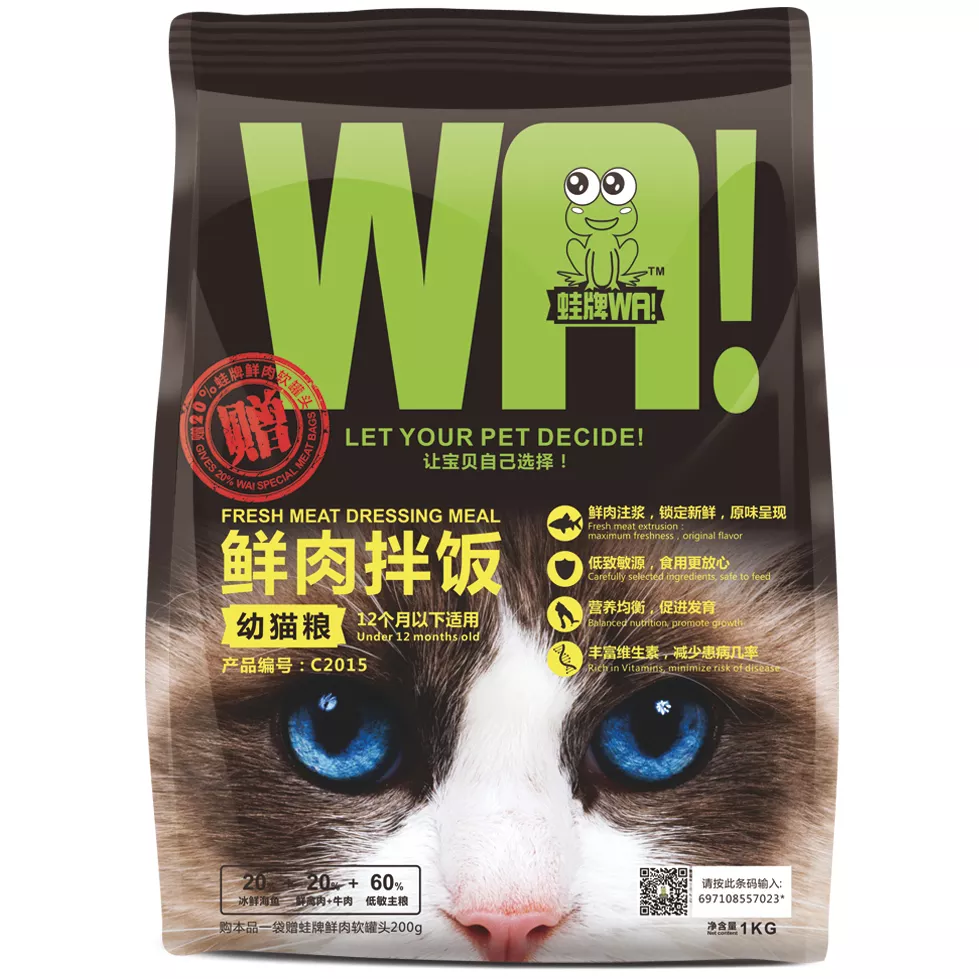 WA!
TM
蛙牌WA!
赠20%蛙牌鲜肉软罐头
赠
GIVES 20% WA! SPECIAL MEAT BAGS
LET YOUR PET DECIDE!
让宝贝自己选择！
FRESH MEAT DRESSING MEAL
鲜肉拌饭
幼猫粮
12个月以下适用
Under 12 months old
产品编号：C2015
鲜肉注浆，锁定新鲜，原味呈现
Fresh meat extrusion :
maximum freshness , original flavor
低致敏源，食用更放心
Carefully selected ingredients, safe to feed
营养均衡，促进发育
Balanced nutrition, promote growth
丰富维生素，减少患病几率
Rich in Vitamins, minimize risk of disease
20% + 20% + 60%
冰鲜海鱼 鲜禽肉+牛肉 低敏主粮
购本品一袋赠蛙牌鲜肉软罐头200g
请按此条码输入:
697108557023*
净含量 1KG
Net content